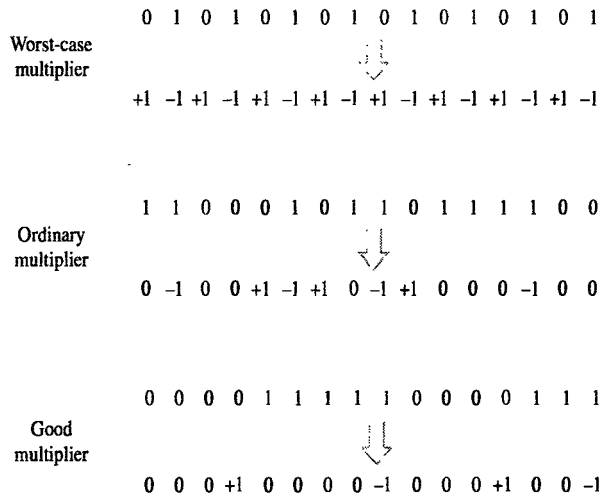 0 1 0 1 0 1 0 1 0 1 0 1 0 1 0 1
Worst-case
multiplier
+1 -1 +1 -1 +1 -1 +1 -1 +1 -1 +1 -1 +1 -1 +1 -1
1 1 0 0 0 1 0 1 1 0 1 1 1 1 0 0
Ordinary
multiplier
0 -1 0 0 +1 -1 +1 0 -1 +1 0 0 0 -1 0 0
0 0 0 0 1 1 1 1 1 0 0 0 0 1 1 1
Good
multiplier
0 0 0 +1 0 0 0 0 -1 0 0 0 +1 0 0 -1